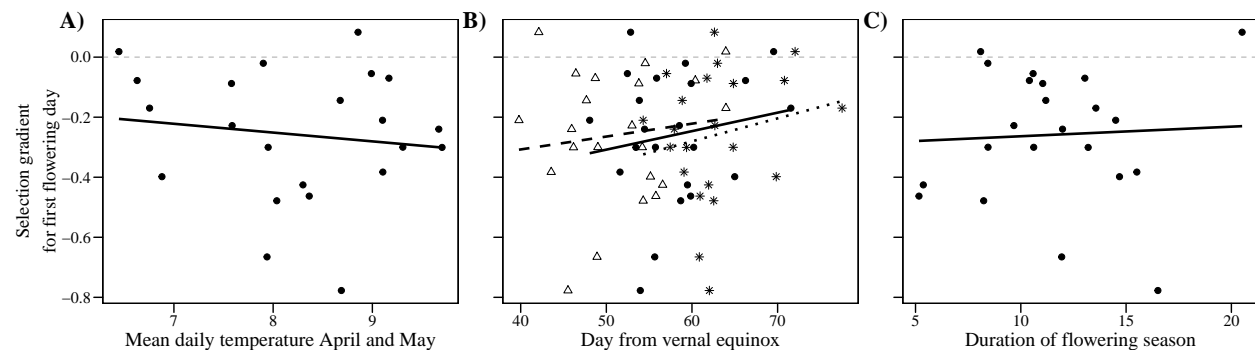 A)
B)
C)
Selection gradient
for first flowering day
0.0
−0.2
−0.4
−0.6
−0.8
7
8
9
Mean daily temperature April and May
40
50
60
70
Day from vernal equinox
5
10
15
20
Duration of flowering season